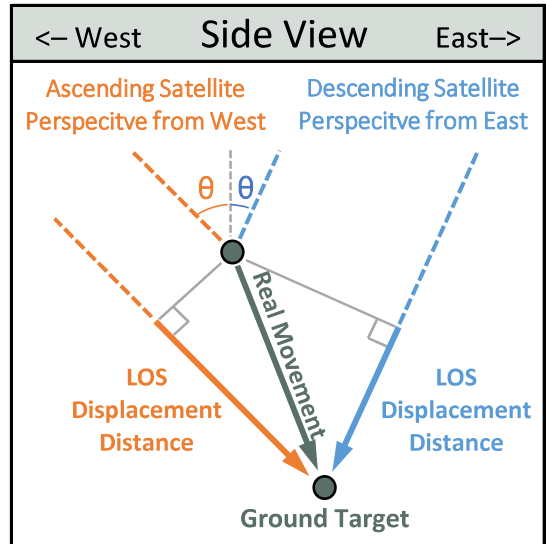 <– West Side View East–>
Ascending Satellite
Perspecitve from West
Descending Satellite
Perspecitve from East
θ θ
Real Movement
LOS
Displacement
Distance
LOS
Displacement
Distance
Ground Target